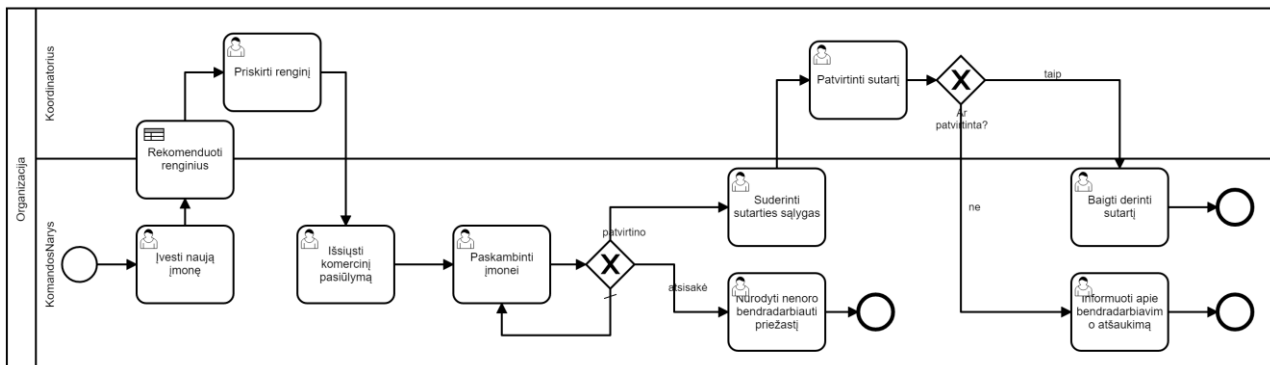 Organizacija
Koordinatorius
Priskirti renginį
Rekomenduoti
renginius
Patvirtinti sutartį
Ar
patvirtinta?
taip
ne
KomandosNarys
Įvesti naują
įmonę
Išsiųsti
komercinį
pasiūlymą
Paskambinti
įmonei
patvirtino
atsisakė
Suderinti
sutarties sąlygas
Nurodyti nenoro
bendradarbiauti
priežastį
Baigti derinti
sutartį
Informuoti apie
bendradarbiavim
o atšaukimą